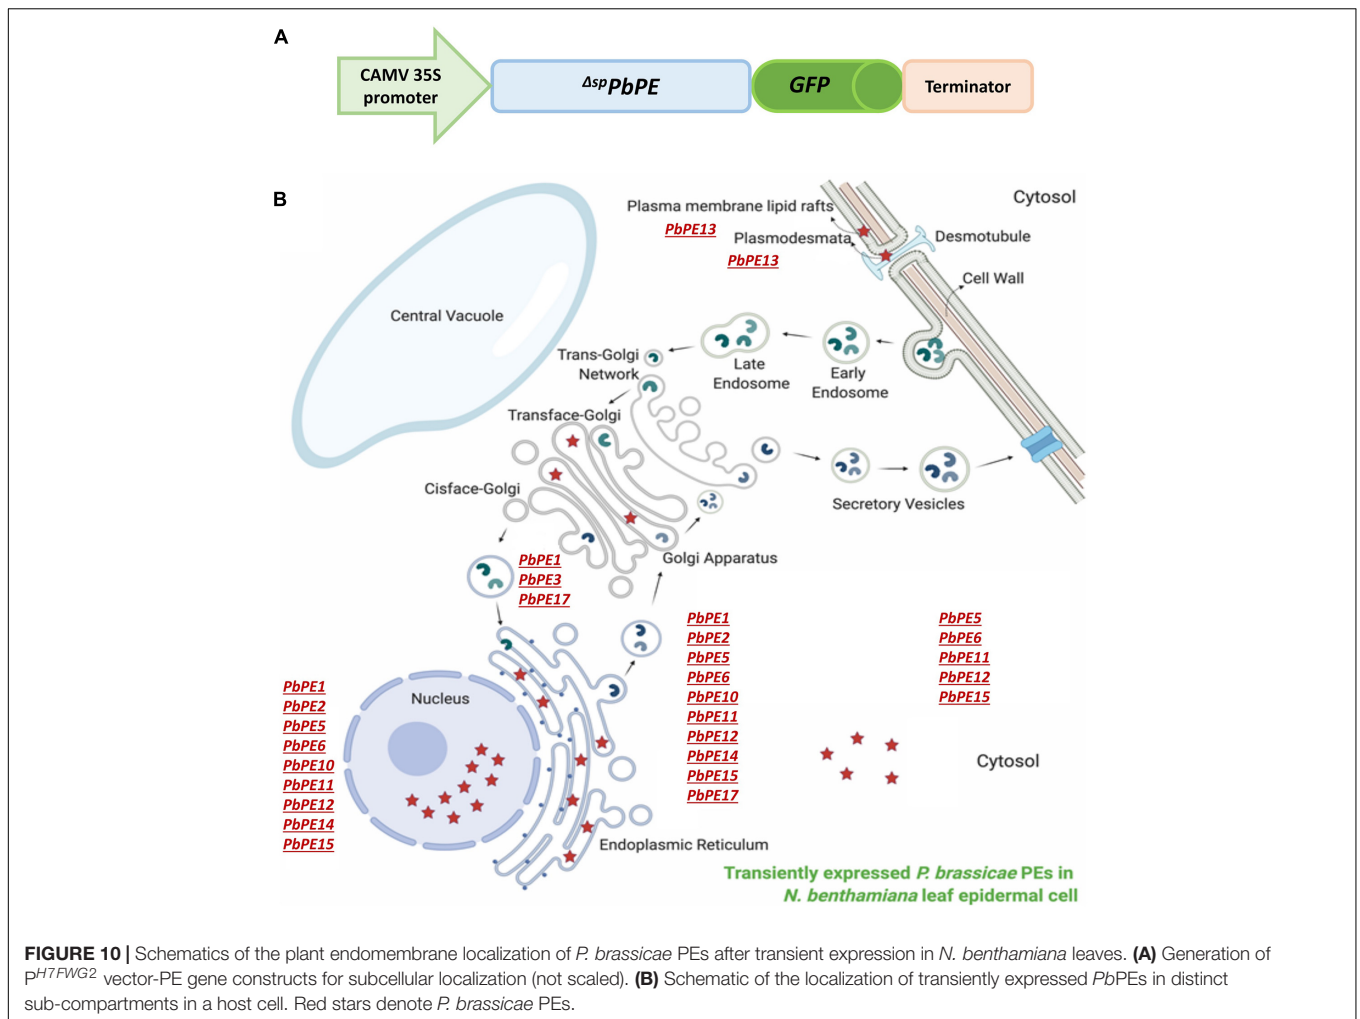 A
CAMV 35S
promoter
ΔspPbPE
GFP
Terminator
B
Cytosol
Plasma membrane lipid rafts
PbPE13
Plasmodesmata
PbPE13
Desmotubule
Cell Wall
Central Vacuole
Trans-Golgi
Network
Late
Endosome
Early
Endosome
Transface-Golgi
Cisface-Golgi
Secretory Vesicles
Golgi Apparatus
PbPE1
PbPE3
PbPE17
PbPE1
PbPE2
PbPE5
PbPE6
PbPE10
PbPE11
PbPE12
PbPE14
PbPE15
PbPE17
PbPE5
PbPE6
PbPE11
PbPE12
PbPE15
Nucleus
PbPE1
PbPE2
PbPE5
PbPE6
PbPE10
PbPE11
PbPE12
PbPE14
PbPE15
Cytosol
Endoplasmic Reticulum
Transiently expressed P. brassicae PEs in
N. benthamiana leaf epidermal cell
FIGURE 10 | Schematics of the plant endomembrane localization of P. brassicae PEs after transient expression in N. benthamiana leaves. (A) Generation of
PH7FWG2 vector-PE gene constructs for subcellular localization (not scaled). (B) Schematic of the localization of transiently expressed PbPEs in distinct
sub-compartments in a host cell. Red stars denote P. brassicae PEs.